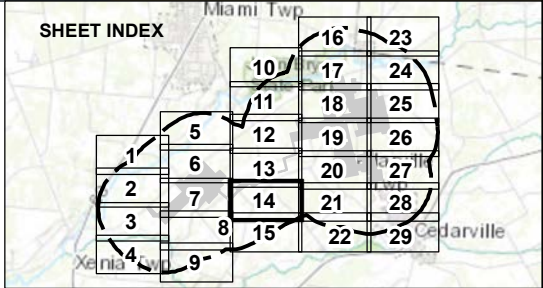 Miami Twp
SHEET INDEX
16 23
10 17 24
11 18 25
5 12 19 26
1 6 13 20 27
2 7 14 21 28
3 8 15 22 29
4 9
Cedarville
Xenia Twp